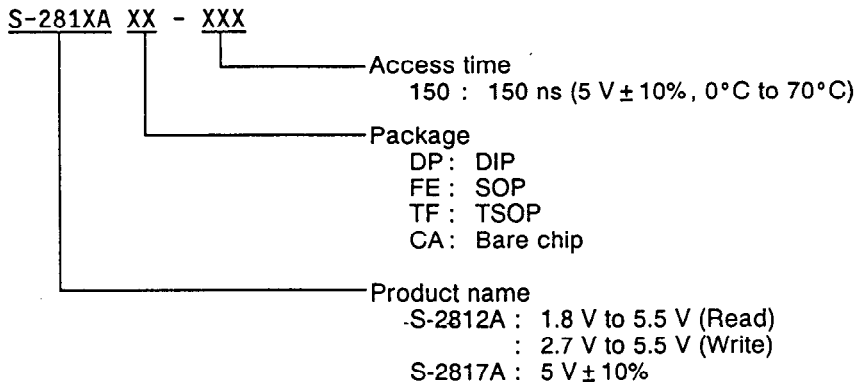 S-281XA XX - XXX
Access time
150 : 150 ns (5 V ± 10%, 0°C to 70°C)
Package
DP : DIP
FE : SOP
TF : TSOP
CA : Bare chip
Product name
S-2812A : 1.8 V to 5.5 V (Read)
: 2.7 V to 5.5 V (Write)
S-2817A : 5 V ± 10%